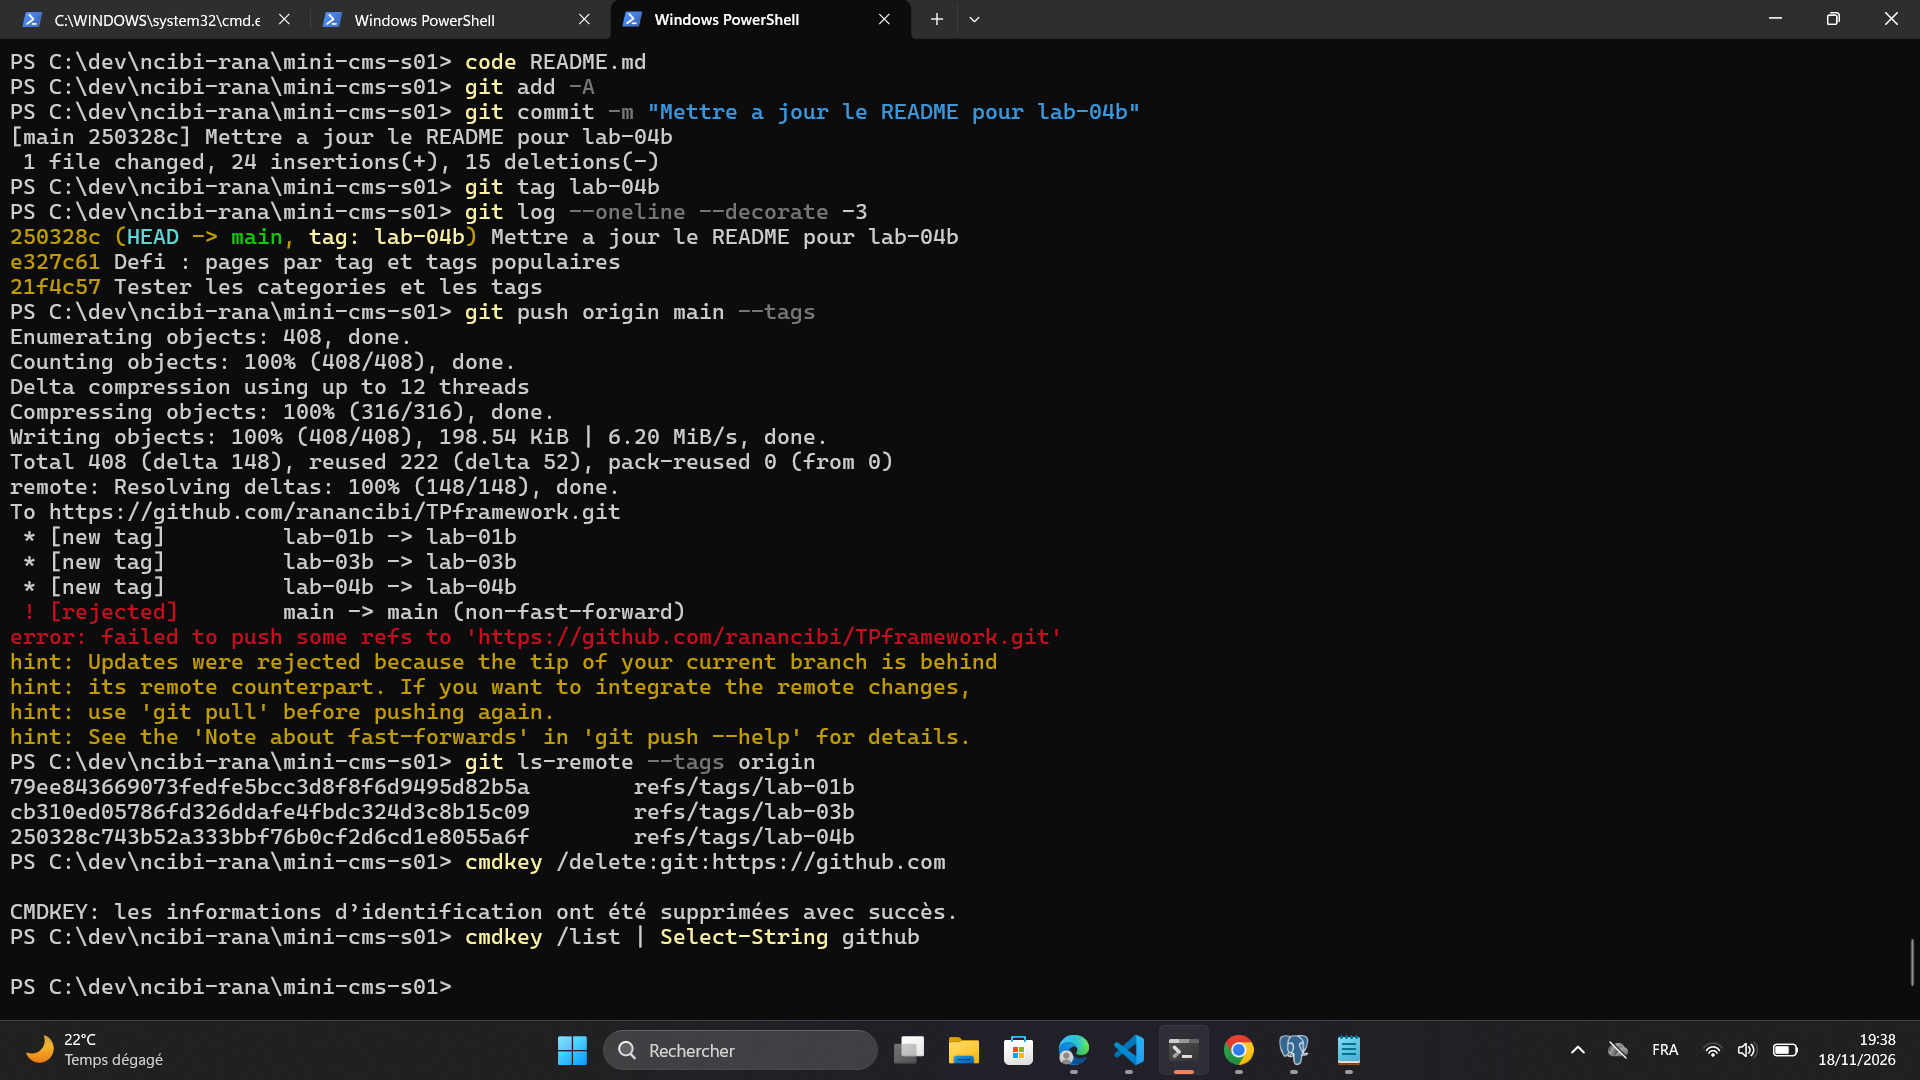 C:\WINDOWS\system32\cmd.e
Windows PowerShell
Windows PowerShell
PS C:\dev\ncibi-rana\mini-cms-s01> code README.md
PS C:\dev\ncibi-rana\mini-cms-s01> git add -A
PS C:\dev\ncibi-rana\mini-cms-s01> git commit -m "Mettre a jour le README pour lab-04b"
[main 250328c] Mettre a jour le README pour lab-04b
 1 file changed, 24 insertions(+), 15 deletions(-)
PS C:\dev\ncibi-rana\mini-cms-s01> git tag lab-04b
PS C:\dev\ncibi-rana\mini-cms-s01> git log --oneline --decorate -3
250328c (HEAD -> main, tag: lab-04b) Mettre a jour le README pour lab-04b
e327c61 Defi : pages par tag et tags populaires
21f4c57 Tester les categories et les tags
PS C:\dev\ncibi-rana\mini-cms-s01> git push origin main --tags
Enumerating objects: 408, done.
Counting objects: 100% (408/408), done.
Delta compression using up to 12 threads
Compressing objects: 100% (316/316), done.
Writing objects: 100% (408/408), 198.54 KiB | 6.20 MiB/s, done.
Total 408 (delta 148), reused 222 (delta 52), pack-reused 0 (from 0)
remote: Resolving deltas: 100% (148/148), done.
To https://github.com/ranancibi/TPframework.git
 * [new tag]         lab-01b -> lab-01b
 * [new tag]         lab-03b -> lab-03b
 * [new tag]         lab-04b -> lab-04b
 ! [rejected]        main -> main (non-fast-forward)
error: failed to push some refs to 'https://github.com/ranancibi/TPframework.git'
hint: Updates were rejected because the tip of your current branch is behind
hint: its remote counterpart. If you want to integrate the remote changes,
hint: use 'git pull' before pushing again.
hint: See the 'Note about fast-forwards' in 'git push --help' for details.
PS C:\dev\ncibi-rana\mini-cms-s01> git ls-remote --tags origin
79ee843669073fedfe5bcc3d8f8f6d9495d82b5a        refs/tags/lab-01b
cb310ed05786fd326ddafe4fbdc324d3c8b15c09        refs/tags/lab-03b
250328c743b52a333bbf76b0cf2d6cd1e8055a6f        refs/tags/lab-04b
PS C:\dev\ncibi-rana\mini-cms-s01> cmdkey /delete:git:https://github.com
CMDKEY: les informations d’identification ont été supprimées avec succès.
PS C:\dev\ncibi-rana\mini-cms-s01> cmdkey /list | Select-String github
PS C:\dev\ncibi-rana\mini-cms-s01>
22°C
Temps dégagé
Rechercher
FRA
19:38
18/11/2026